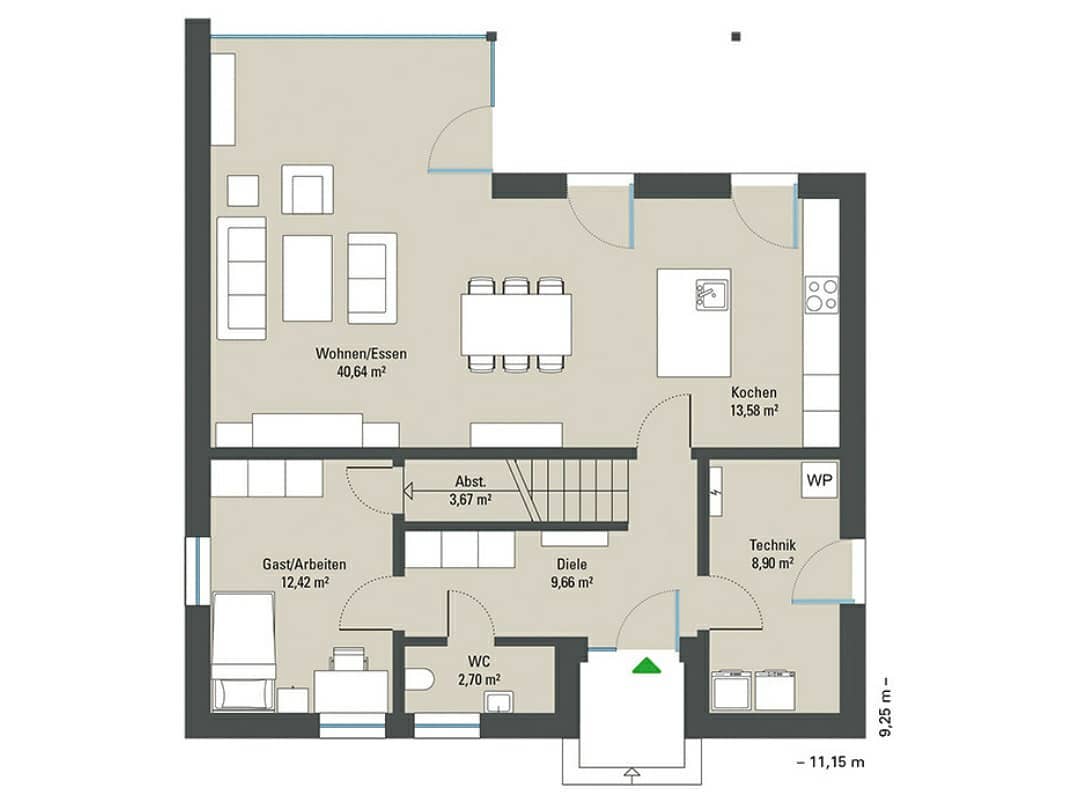 Wohnen/Essen
40,64 m²
Kochen
13,58 m²
Abst.
3,67 m²
WP
Gast/Arbeiten
12,42 m²
Diele
9,66 m²
Technik
8,90 m²
WC
2,70 m²
9,25 m –
– 11,15 m